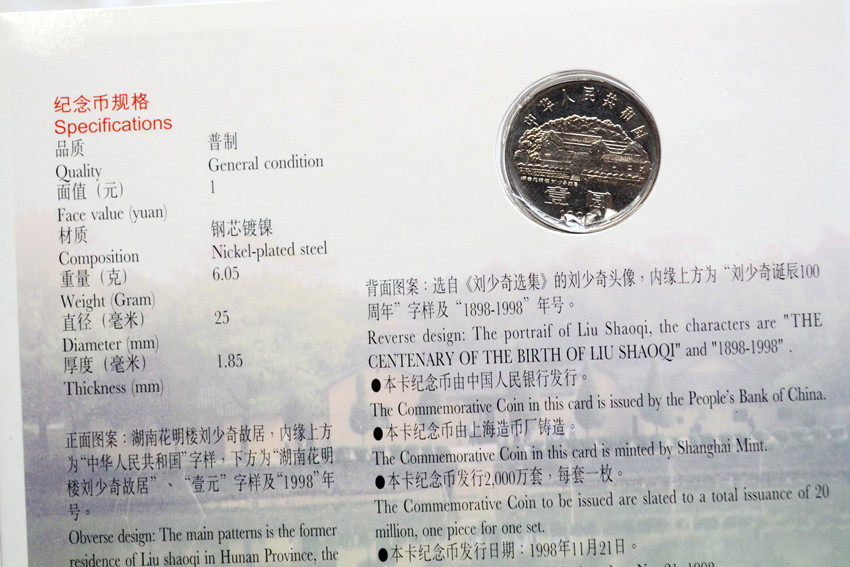 纪念币规格
Specifications
品质 普制
Quality General condition
面值（元） 1
Face value (yuan)
材质 钢芯镀镍
Composition Nickel-plated steel
重量（克） 6.05
Weight (Gram)
直径（毫米） 25
Diameter (mm)
厚度（毫米） 1.85
Thickness (mm)
正面图案：湖南花明楼刘少奇故居，内缘上方
为“中华人民共和国”字样，下方为“湖南花明
楼刘少奇故居”、“壹元”字样及“1998”年
号。
Obverse design: The main patterns is the former
residence of Liu shaoqi in Hunan Province, the
中华人民共和国
壹圆
背面图案：选自《刘少奇选集》的刘少奇头像，内缘上方为“刘少奇诞辰100
周年”字样及“1898-1998”年号。
Reverse design: The portraif of Liu Shaoqi, the characters are "THE
CENTENARY OF THE BIRTH OF LIU SHAOQI" and "1898-1998" .
●本卡纪念币由中国人民银行发行。
The Commemorative Coin in this card is issued by the People's Bank of China.
●本卡纪念币由上海造币厂铸造。
The Commemorative Coin in this card is minted by Shanghai Mint.
●本卡纪念币发行2,000万套，每套一枚。
The Commemorative Coin to be issued are slated to a total issuance of 20
million, one piece for one set.
●本卡纪念币发行日期：1998年11月21日。